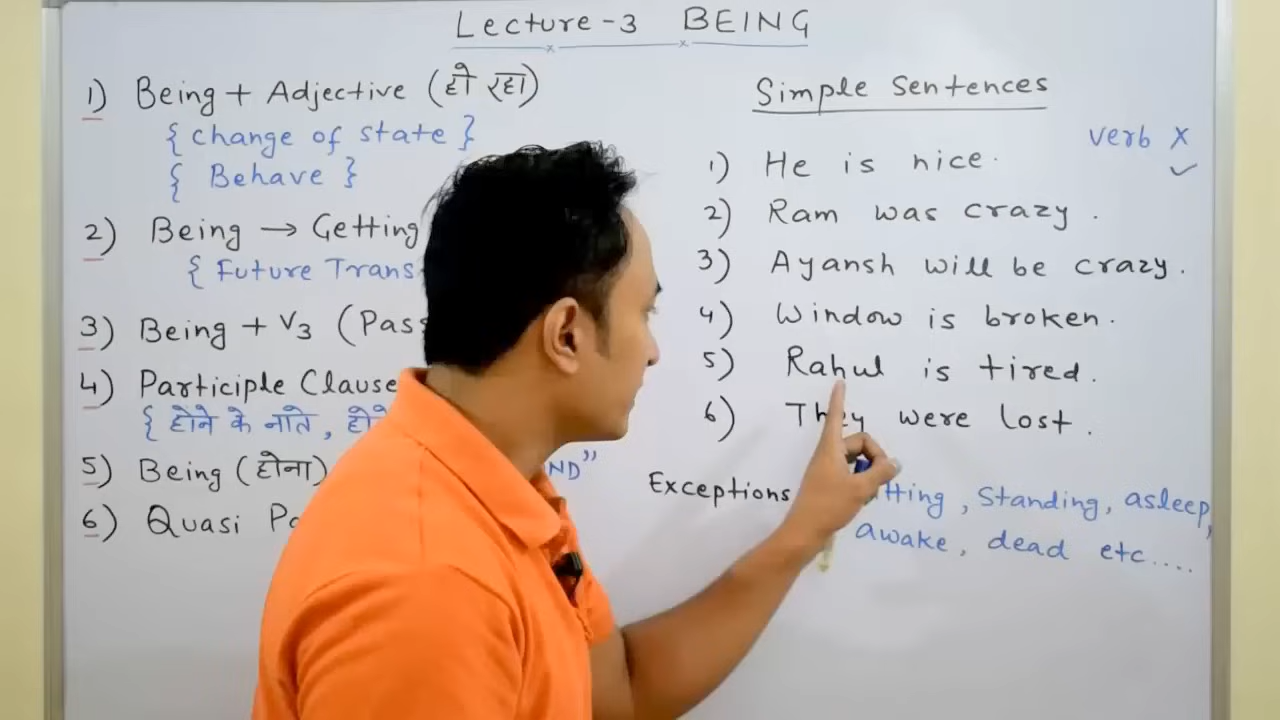 Lecture-3 BEING
1) Being + Adjective (हो रहा)
{ change of state }
{ Behave }
2) Being → Getting
{ Future
3) Being + V3
4) Participle Clause
{ होने के नाते ,
5) Being (होना)
6) Quasi
Simple Sentences
verb X
✓
1) He is nice.
2) Ram was crazy .
3) Ayansh will be crazy.
4) Window is broken.
5) Rahul is tired.
6) They were lost .
Exceptions
, Standing, asleep,
awake, dead etc....